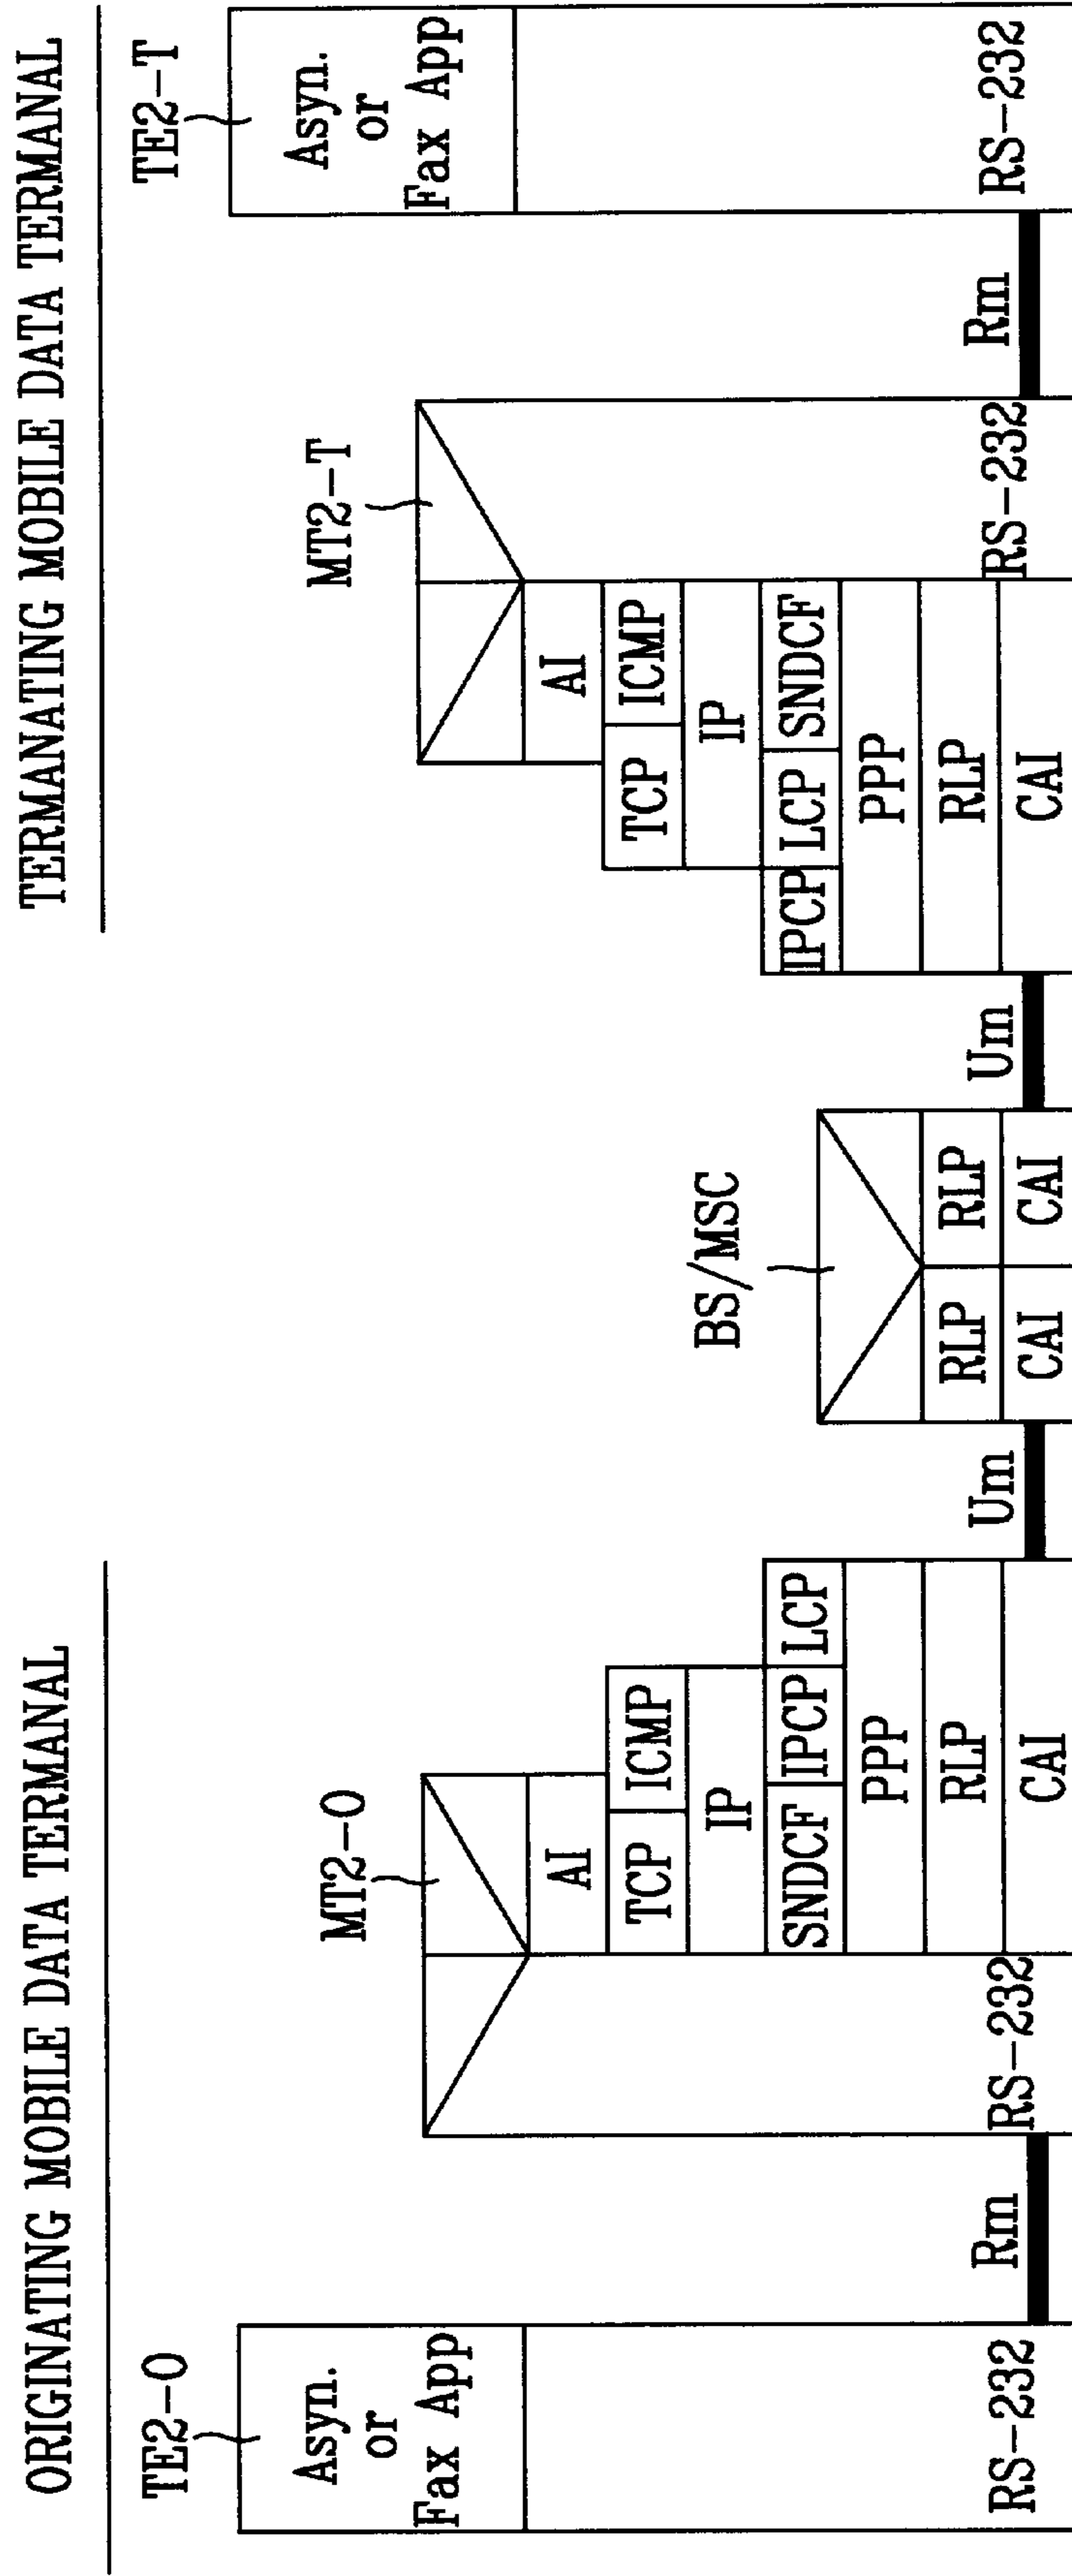 ORIGINATING MOBILE DATA TERMANAL
TERMANATING MOBILE DATA TERMANAL
TE2-O
Asyn.
or
Fax App
RS-232
Rm
MT2-O
AI
TCP ICMP
IP
SNDCF IPCP LCP
PPP
RLP
RS-232 CAI
Um
BS/MSC
RLP RLP
CAI CAI
Um
MT2-T
AI
TCP ICMP
IP
IPCP LCP SNDCF
PPP
RLP
CAI RS-232
Rm
TE2-T
Asyn.
or
Fax App
RS-232